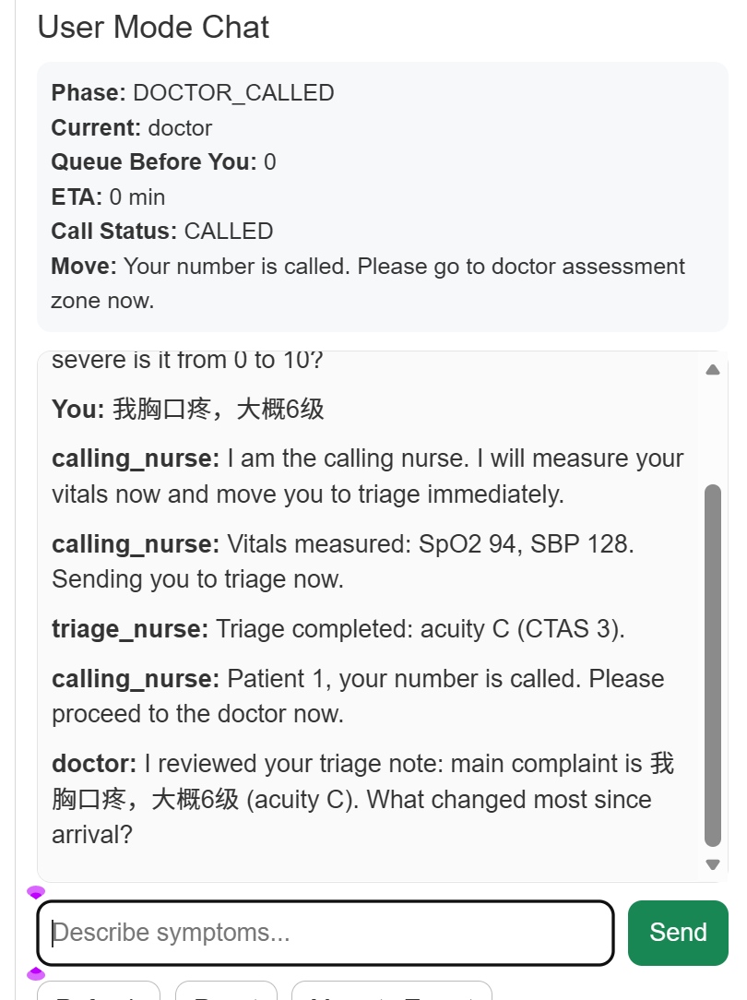 User Mode Chat
Phase: DOCTOR_CALLED
Current: doctor
Queue Before You: 0
ETA: 0 min
Call Status: CALLED
Move: Your number is called. Please go to doctor assessment
zone now.
severe is it from 0 to 10?
You: 我胸口疼，大概6级
calling_nurse: I am the calling nurse. I will measure your
vitals now and move you to triage immediately.
calling_nurse: Vitals measured: SpO2 94, SBP 128.
Sending you to triage now.
triage_nurse: Triage completed: acuity C (CTAS 3).
calling_nurse: Patient 1, your number is called. Please
proceed to the doctor now.
doctor: I reviewed your triage note: main complaint is 我
胸口疼，大概6级 (acuity C). What changed most since
arrival?
Describe symptoms...
Send